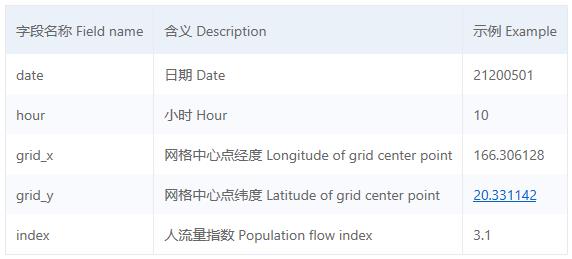 字段名称 Field name 含义 Description 示例 Example
date 日期 Date 21200501
hour 小时 Hour 10
grid_x 网格中心点经度 Longitude of grid center point 166.306128
grid_y 网格中心点纬度 Latitude of grid center point 20.331142
index 人流量指数 Population flow index 3.1